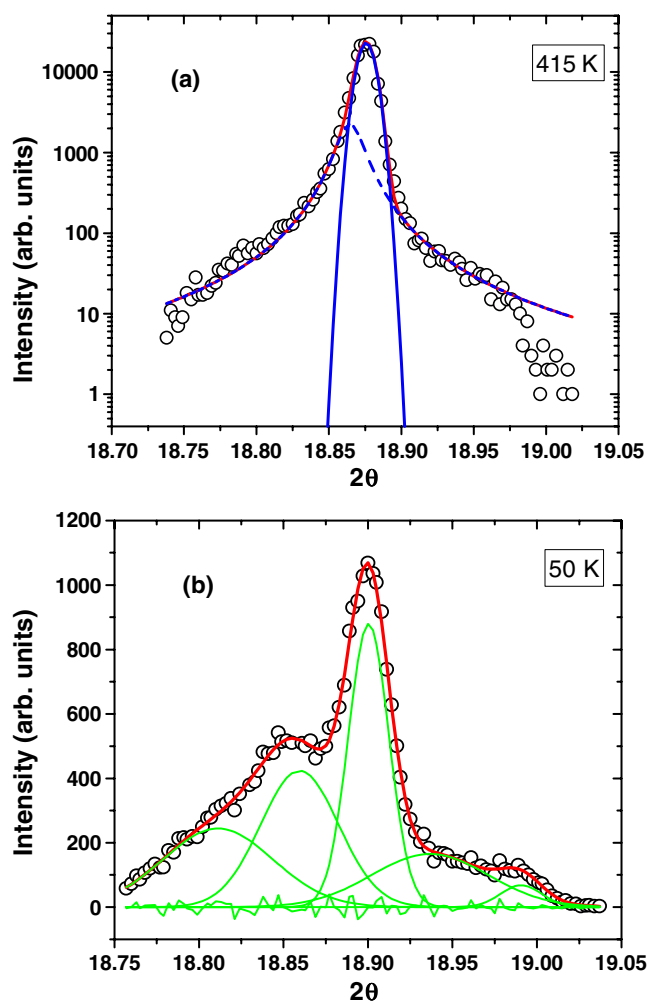 (a)
415 K
Intensity (arb. units)
10000
1000
100
10
1
18.70 18.75 18.80 18.85 18.90 18.95 19.00 19.05
2θ
(b)
50 K
Intensity (arb. units)
1200
1000
800
600
400
200
0
18.75 18.80 18.85 18.90 18.95 19.00 19.05
2θ